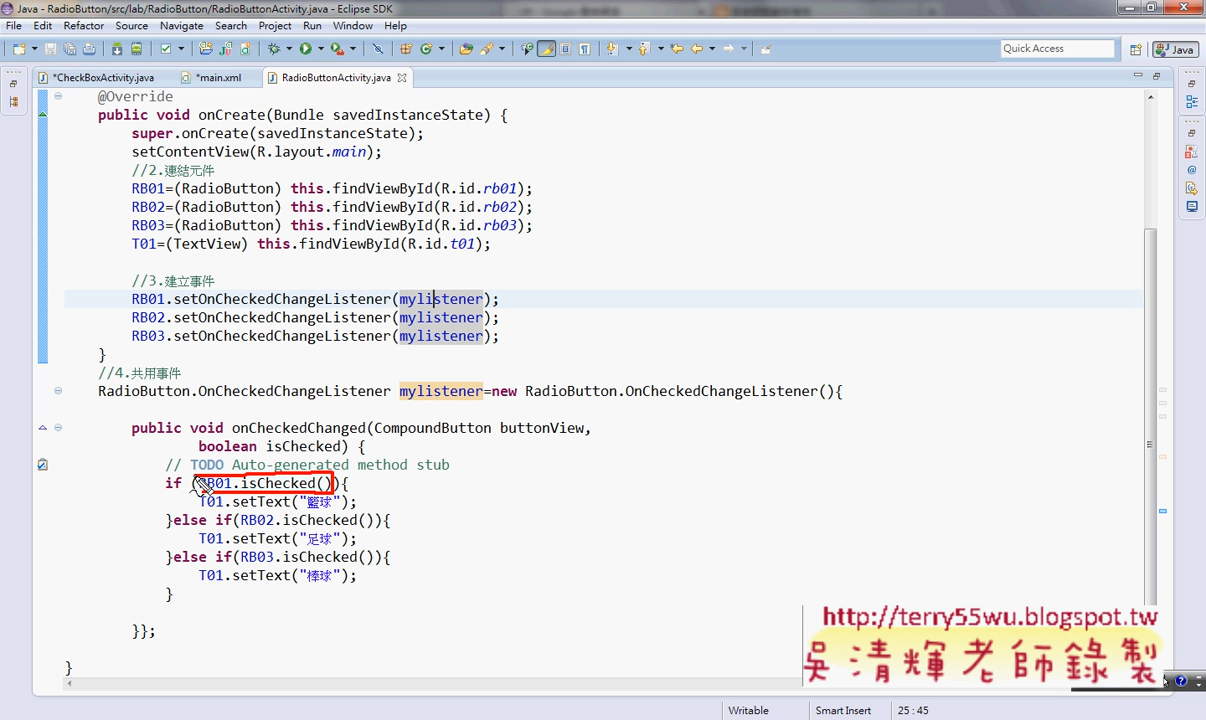 Java - RadioButton/src/lab/RadioButton/RadioButtonActivity.java - Eclipse SDK
File Edit Refactor Source Navigate Search Project Run Window Help
Quick Access
Java
*CheckBoxActivity.java
*main.xml
RadioButtonActivity.java
@Override
public void onCreate(Bundle savedInstanceState) {
super.onCreate(savedInstanceState);
setContentView(R.layout.main);
//2.連結元件
RB01=(RadioButton) this.findViewById(R.id.rb01);
RB02=(RadioButton) this.findViewById(R.id.rb02);
RB03=(RadioButton) this.findViewById(R.id.rb03);
T01=(TextView) this.findViewById(R.id.t01);
//3.建立事件
RB01.setOnCheckedChangeListener(mylistener);
RB02.setOnCheckedChangeListener(mylistener);
RB03.setOnCheckedChangeListener(mylistener);
}
//4.共用事件
RadioButton.OnCheckedChangeListener mylistener=new RadioButton.OnCheckedChangeListener(){
public void onCheckedChanged(CompoundButton buttonView,
boolean isChecked) {
// TODO Auto-generated method stub
if (RB01.isChecked()){
T01.setText("籃球");
}else if(RB02.isChecked()){
T01.setText("足球");
}else if(RB03.isChecked()){
T01.setText("棒球");
}
}};
}
http://terry55wu.blogspot.tw
吳清輝老師錄製
Writable
Smart Insert
25 : 45